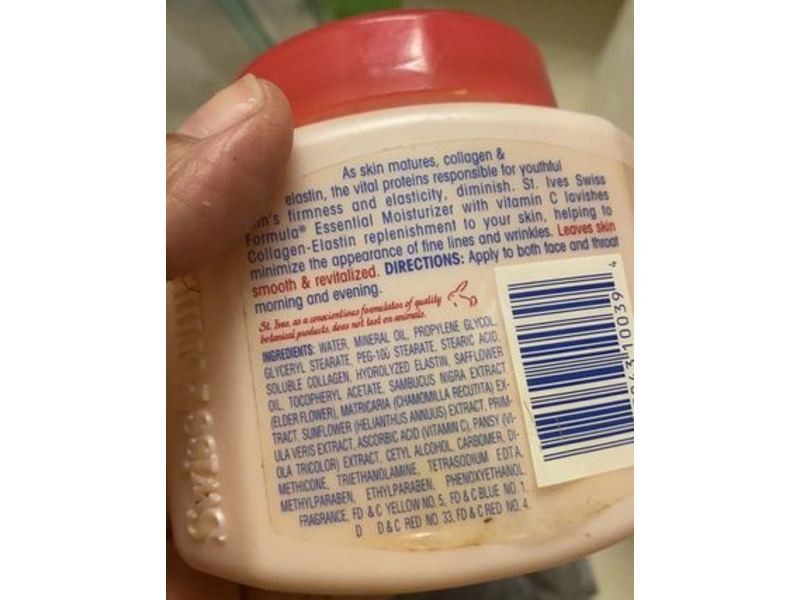 As skin matures, collagen &
elastin, the vital proteins responsible for youthful
firmness and elasticity, diminish. St. Ives Swiss
Formula® Essential Moisturizer with vitamin C lavishes
Collagen-Elastin replenishment to your skin, helping to
minimize the appearance of fine lines and wrinkles. Leaves skin
smooth & revitalized. DIRECTIONS: Apply to both face and throat
morning and evening.
St. Ives, as a conscientious formulator of quality
botanical products, does not test on animals.
INGREDIENTS: WATER, MINERAL OIL, PROPYLENE GLYCOL,
GLYCERYL STEARATE, PEG-100 STEARATE, STEARIC ACID,
SOLUBLE COLLAGEN, HYDROLYZED ELASTIN, SAFFLOWER
OIL, TOCOPHERYL ACETATE, SAMBUCUS NIGRA EXTRACT
(ELDER FLOWER), MATRICARIA (CHAMOMILLA RECUTITA) EX-
TRACT, SUNFLOWER (HELIANTHUS ANNUUS) EXTRACT, PRIM-
ULA VERIS EXTRACT, ASCORBIC ACID (VITAMIN C), PANSY (VI-
OLA TRICOLOR) EXTRACT, CETYL ALCOHOL, CARBOMER, DI-
METHICONE, TRIETHANOLAMINE, TETRASODIUM EDTA,
METHYLPARABEN, ETHYLPARABEN, PHENOXYETHANOL,
FRAGRANCE, FD & C YELLOW NO. 5, FD & C BLUE NO. 1,
D & C RED NO. 33, FD & C RED NO. 4.
10039 4
SWISS